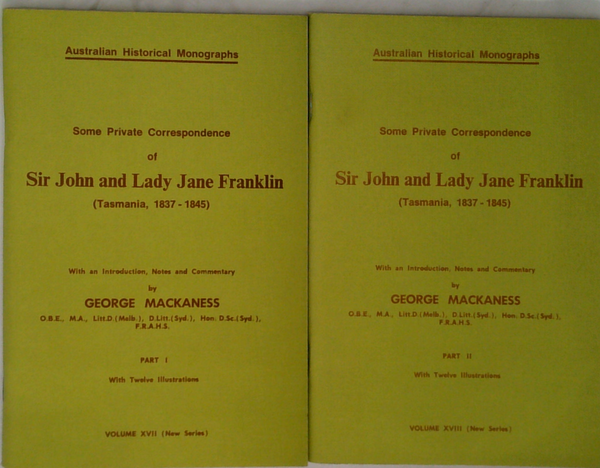 Australian Historical Monographs
Some Private Correspondence
of
Sir John and Lady Jane Franklin
(Tasmania, 1837 - 1845)
With an Introduction, Notes and Commentary
by
GEORGE MACKANESS
O.B.E., M.A., Litt.D.(Melb.), D.Litt.(Syd.), Hon. D.Sc.(Syd.),
F.R.A.H.S.
PART I
With Twelve Illustrations
VOLUME XVII (New Series)
Australian Historical Monographs
Some Private Correspondence
of
Sir John and Lady Jane Franklin
(Tasmania, 1837 - 1845)
With an Introduction, Notes and Commentary
by
GEORGE MACKANESS
O.B.E., M.A., Litt.D.(Melb.), D.Litt.(Syd.), Hon. D.Sc.(Syd.),
F.R.A.H.S.
PART II
With Twelve Illustrations
VOLUME XVIII (New Series)